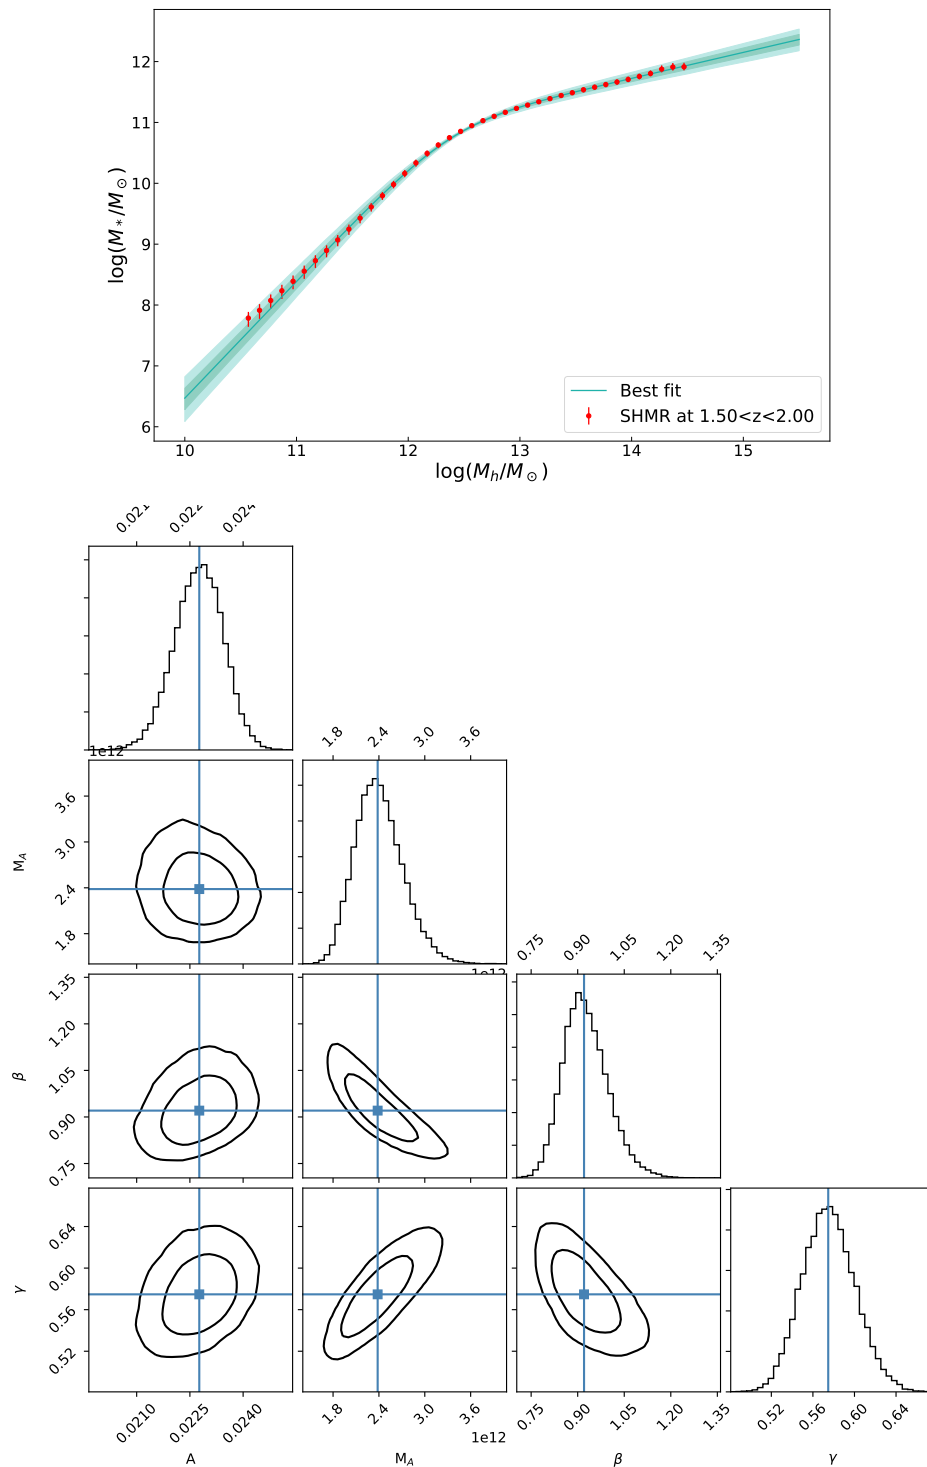 12
11
10
9
8
7
6
log(M*/M⊙)
Best fit
SHMR at 1.50<z<2.00
10 11 12 13 14 15
log(Mh/M⊙)
0.021 0.022 0.024
1e12
1.8 2.4 3.0 3.6
3.6
3.0
2.4
1.8
MA
1e12
0.75 0.90 1.05 1.20 1.35
1.35
1.20
1.05
0.90
0.75
β
0.64
0.60
0.56
0.52
γ
0.0210 0.0225 0.0240
1.8 2.4 3.0 3.6
0.75 0.90 1.05 1.20 1.35
0.52 0.56 0.60 0.64
1e12
A
MA
β
γ